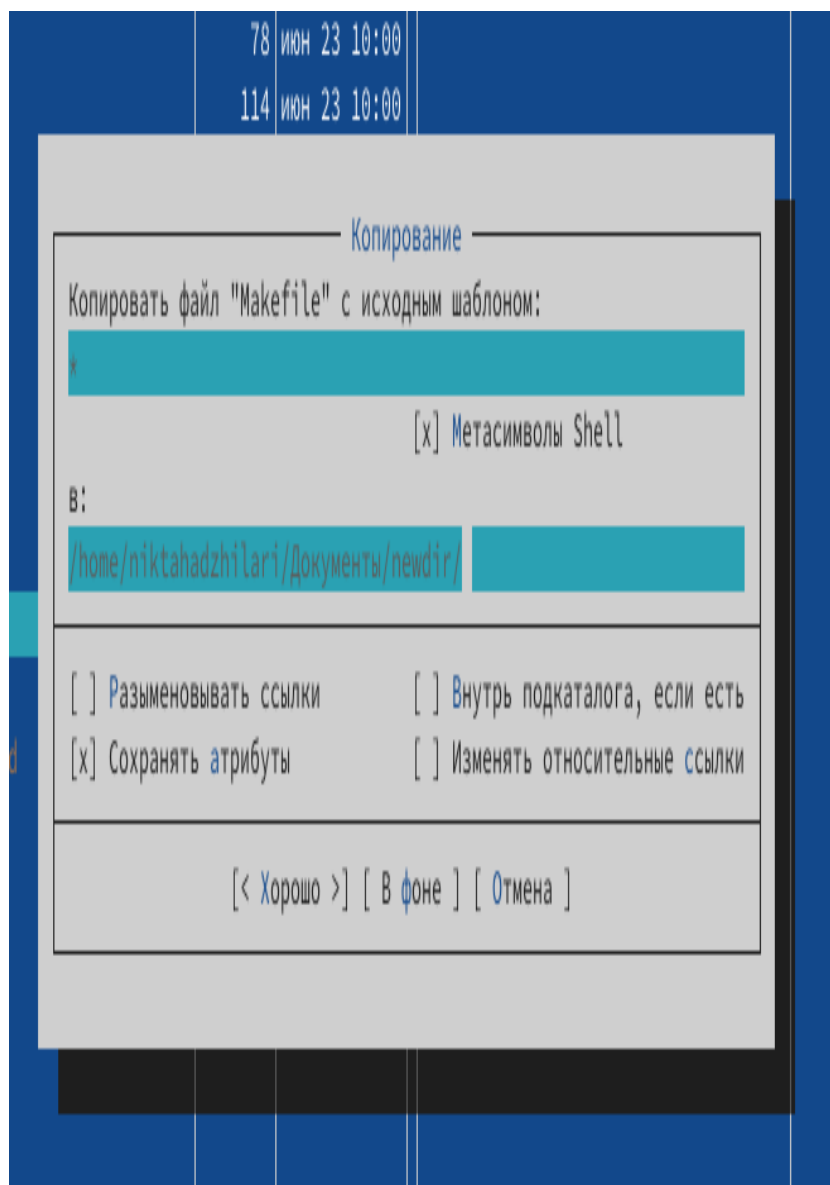 78 июн 23 10:00
114 июн 23 10:00
Копирование
Копировать файл "Makefile" с исходным шаблоном:
*
[x] Метасимволы Shell
в:
/home/niktahadzhilari/Документы/newdir/
[ ] Разыменовывать ссылки [ ] Внутрь подкаталога, если есть
d [x] Сохранять атрибуты [ ] Изменять относительные ссылки
[< Хорошо >] [ В фоне ] [ Отмена ]